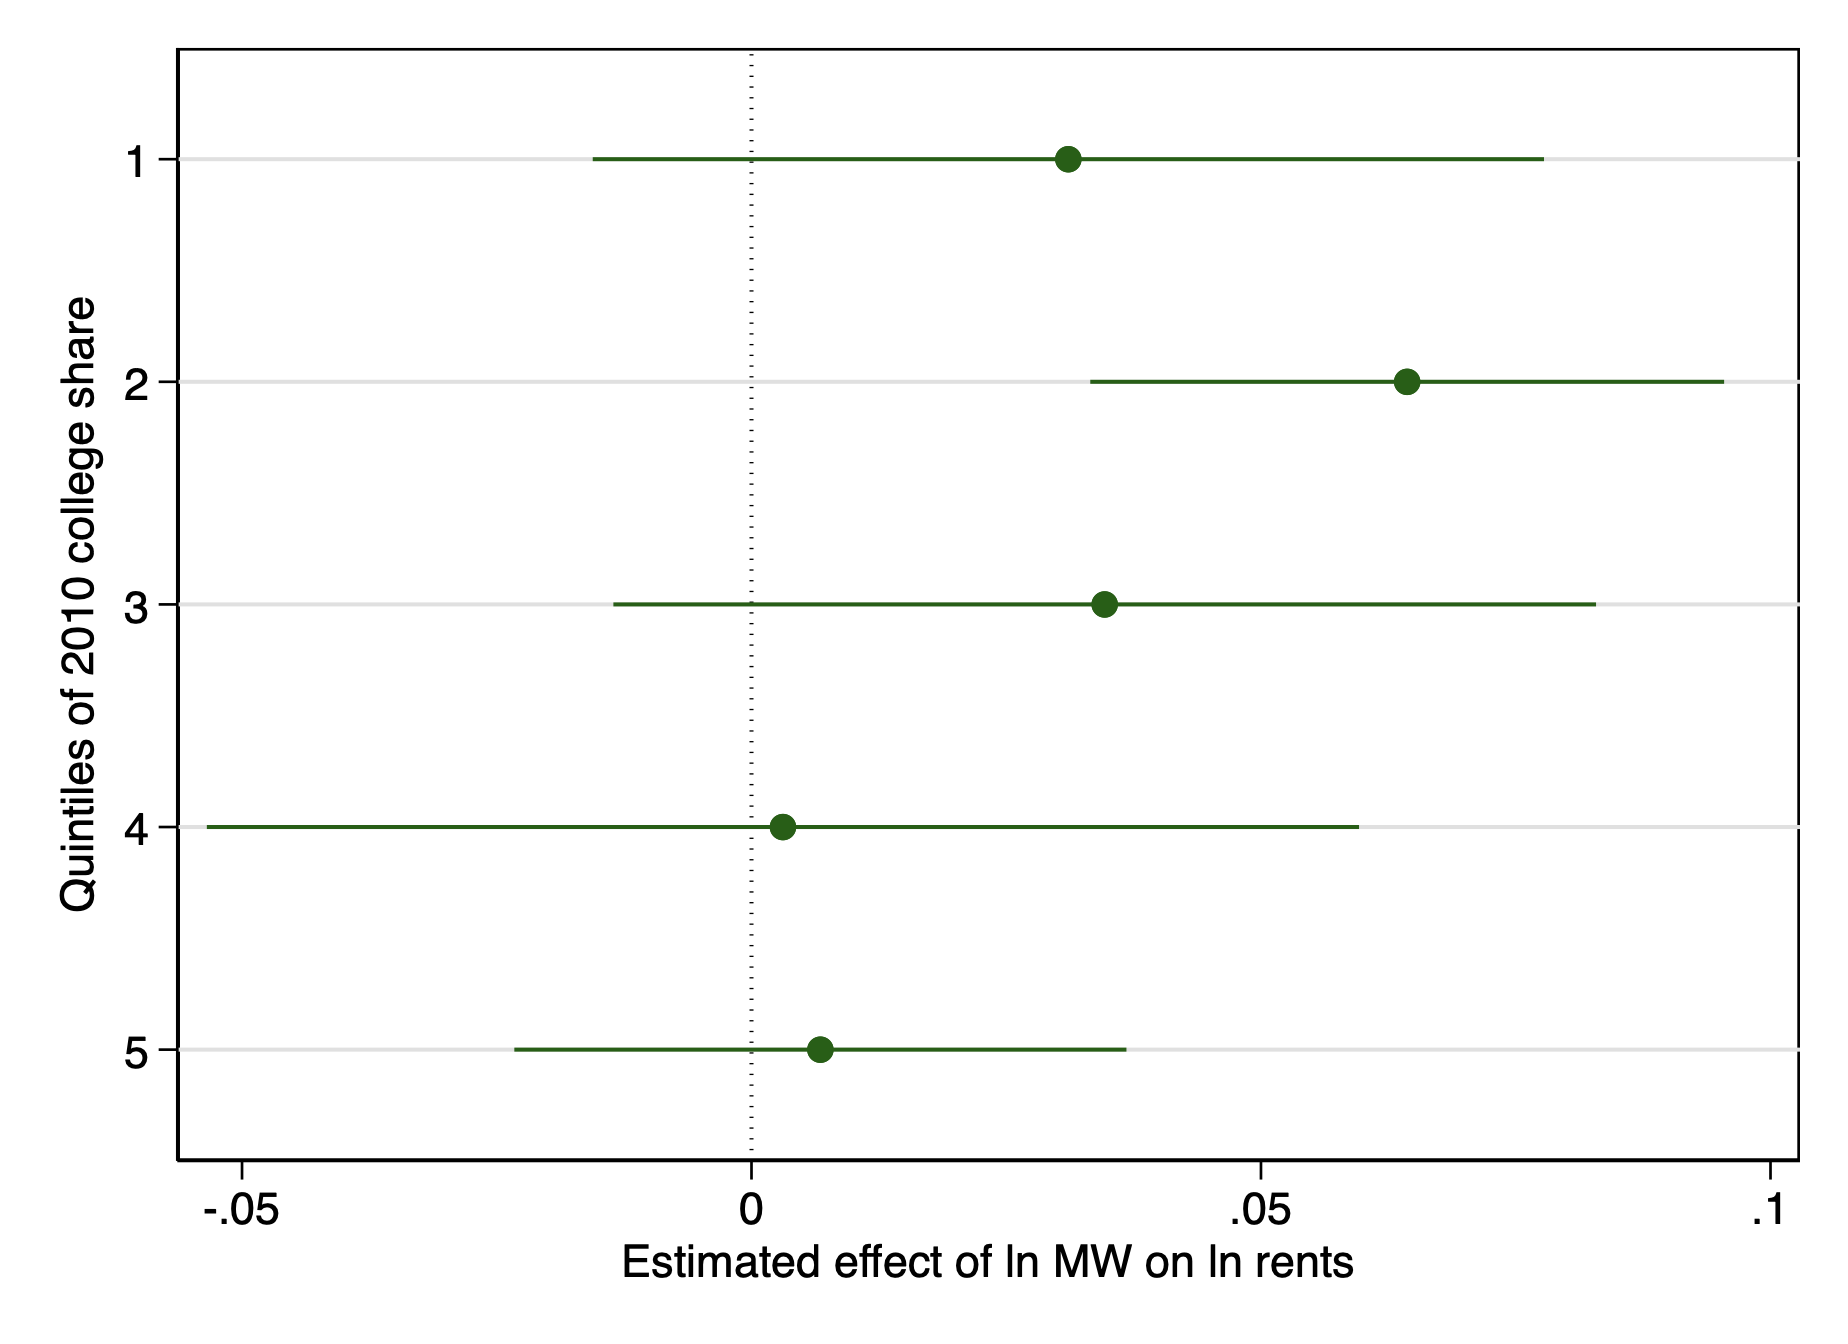 Quintiles of 2010 college share
1
2
3
4
5
-.05 0 .05 .1
Estimated effect of ln MW on ln rents